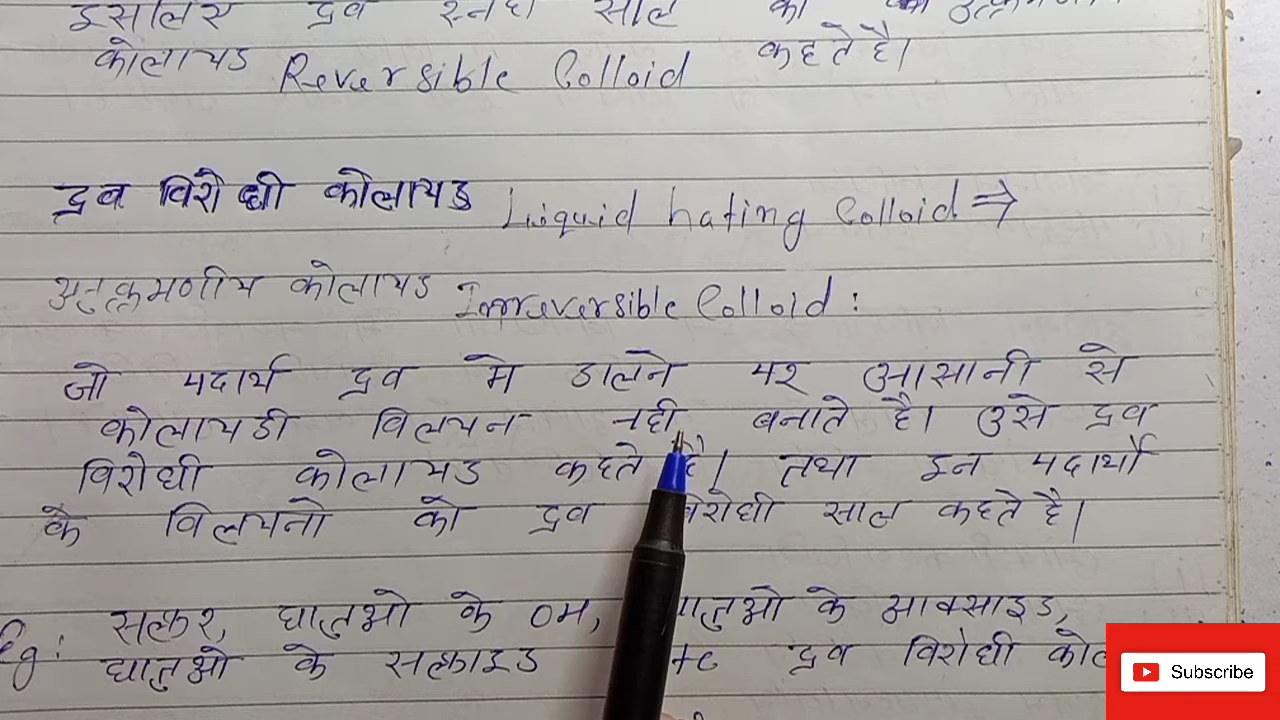 इसलिए द्रव स्नेही साल को उत्क्रमणीय
कोलायड Reversible Colloid कहते है।
द्रव विरोधी कोलायड Liquid hating Colloid ⇒
अनुत्क्रमणीय कोलायड Irreversible Colloid :
जो पदार्थ द्रव मे डालने पर आसानी से
कोलायडी विलयन नही बनाते है। उसे द्रव
विरोधी कोलायड कहते है। तथा इन पदार्थो
के विलयनो को द्रव विरोधी साल कहते है।
Eg: सल्फर, धातुओ के OM, धातुओ के आक्साइड,
धातुओ के सल्फाइड etc द्रव विरोधी
Subscribe